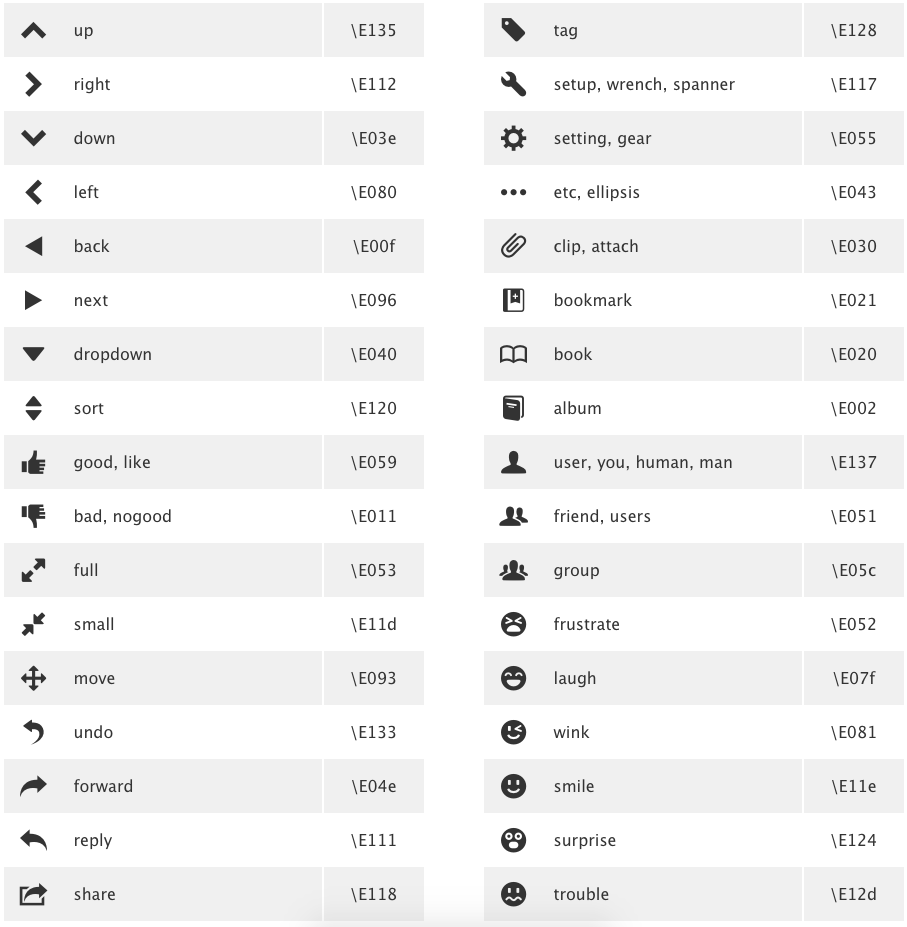 up \E135
right \E112
down \E03e
left \E080
back \E00f
next \E096
dropdown \E040
sort \E120
good, like \E059
bad, nogood \E011
full \E053
small \E11d
move \E093
undo \E133
forward \E04e
reply \E111
share \E118
tag \E128
setup, wrench, spanner \E117
setting, gear \E055
etc, ellipsis \E043
clip, attach \E030
bookmark \E021
book \E020
album \E002
user, you, human, man \E137
friend, users \E051
group \E05c
frustrate \E052
laugh \E07f
wink \E081
smile \E11e
surprise \E124
trouble \E12d